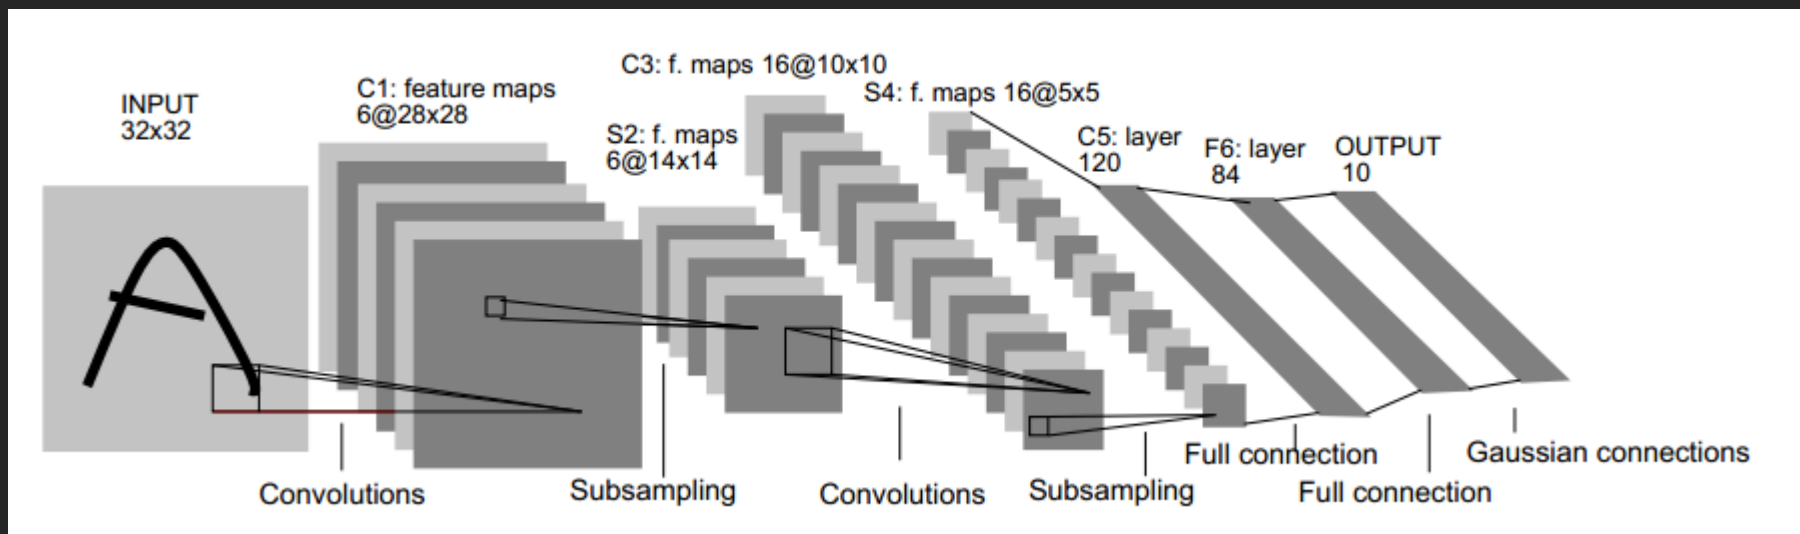 INPUT
32x32
C1: feature maps
6@28x28
S2: f. maps
6@14x14
C3: f. maps 16@10x10
S4: f. maps 16@5x5
C5: layer
120
F6: layer
84
OUTPUT
10
Convolutions
Subsampling
Convolutions
Subsampling
Full connection
Full connection
Gaussian connections